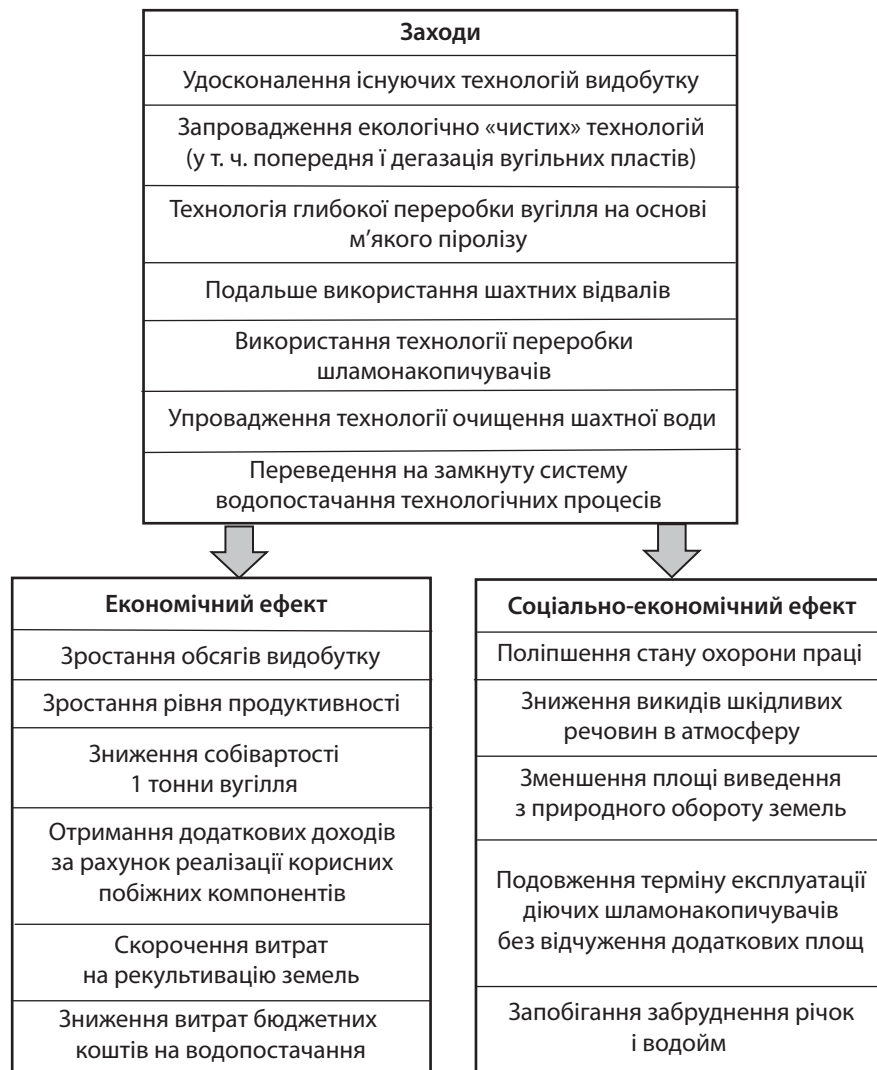 Заходи
Удосконалення існуючих технологій видобутку
Запровадження екологічно «чистих» технологій
(у т. ч. попередня ї дегазація вугільних пластів)
Технологія глибокої переробки вугілля на основі
м’якого піролізу
Подальше використання шахтних відвалів
Використання технології переробки
шламонакопичувачів
Упровадження технології очищення шахтної води
Переведення на замкнуту систему
водопостачання технологічних процесів
Економічний ефект
Зростання обсягів видобутку
Зростання рівня продуктивності
Зниження собівартості
1 тонни вугілля
Отримання додаткових доходів
за рахунок реалізації корисних
побіжних компонентів
Скорочення витрат
на рекультивацію земель
Зниження витрат бюджетних
коштів на водопостачання
Соціально-економічний ефект
Поліпшення стану охорони праці
Зниження викидів шкідливих
речовин в атмосферу
Зменшення площі виведення
з природного обороту земель
Подовження терміну експлуатації
діючих шламонакопичувачів
без відчуження додаткових площ
Запобігання забруднення річок
і водойм